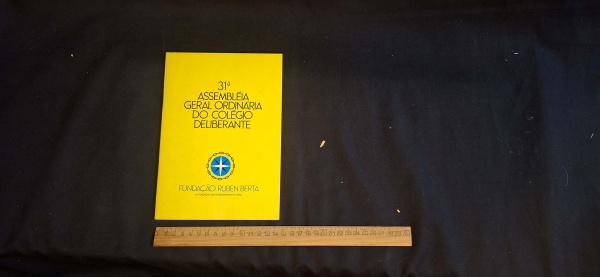 31ª
ASSEMBLÉIA
GERAL ORDINÁRIA
DO COLÉGIO
DELIBERANTE
FUNDAÇÃO RUBEN BERTA